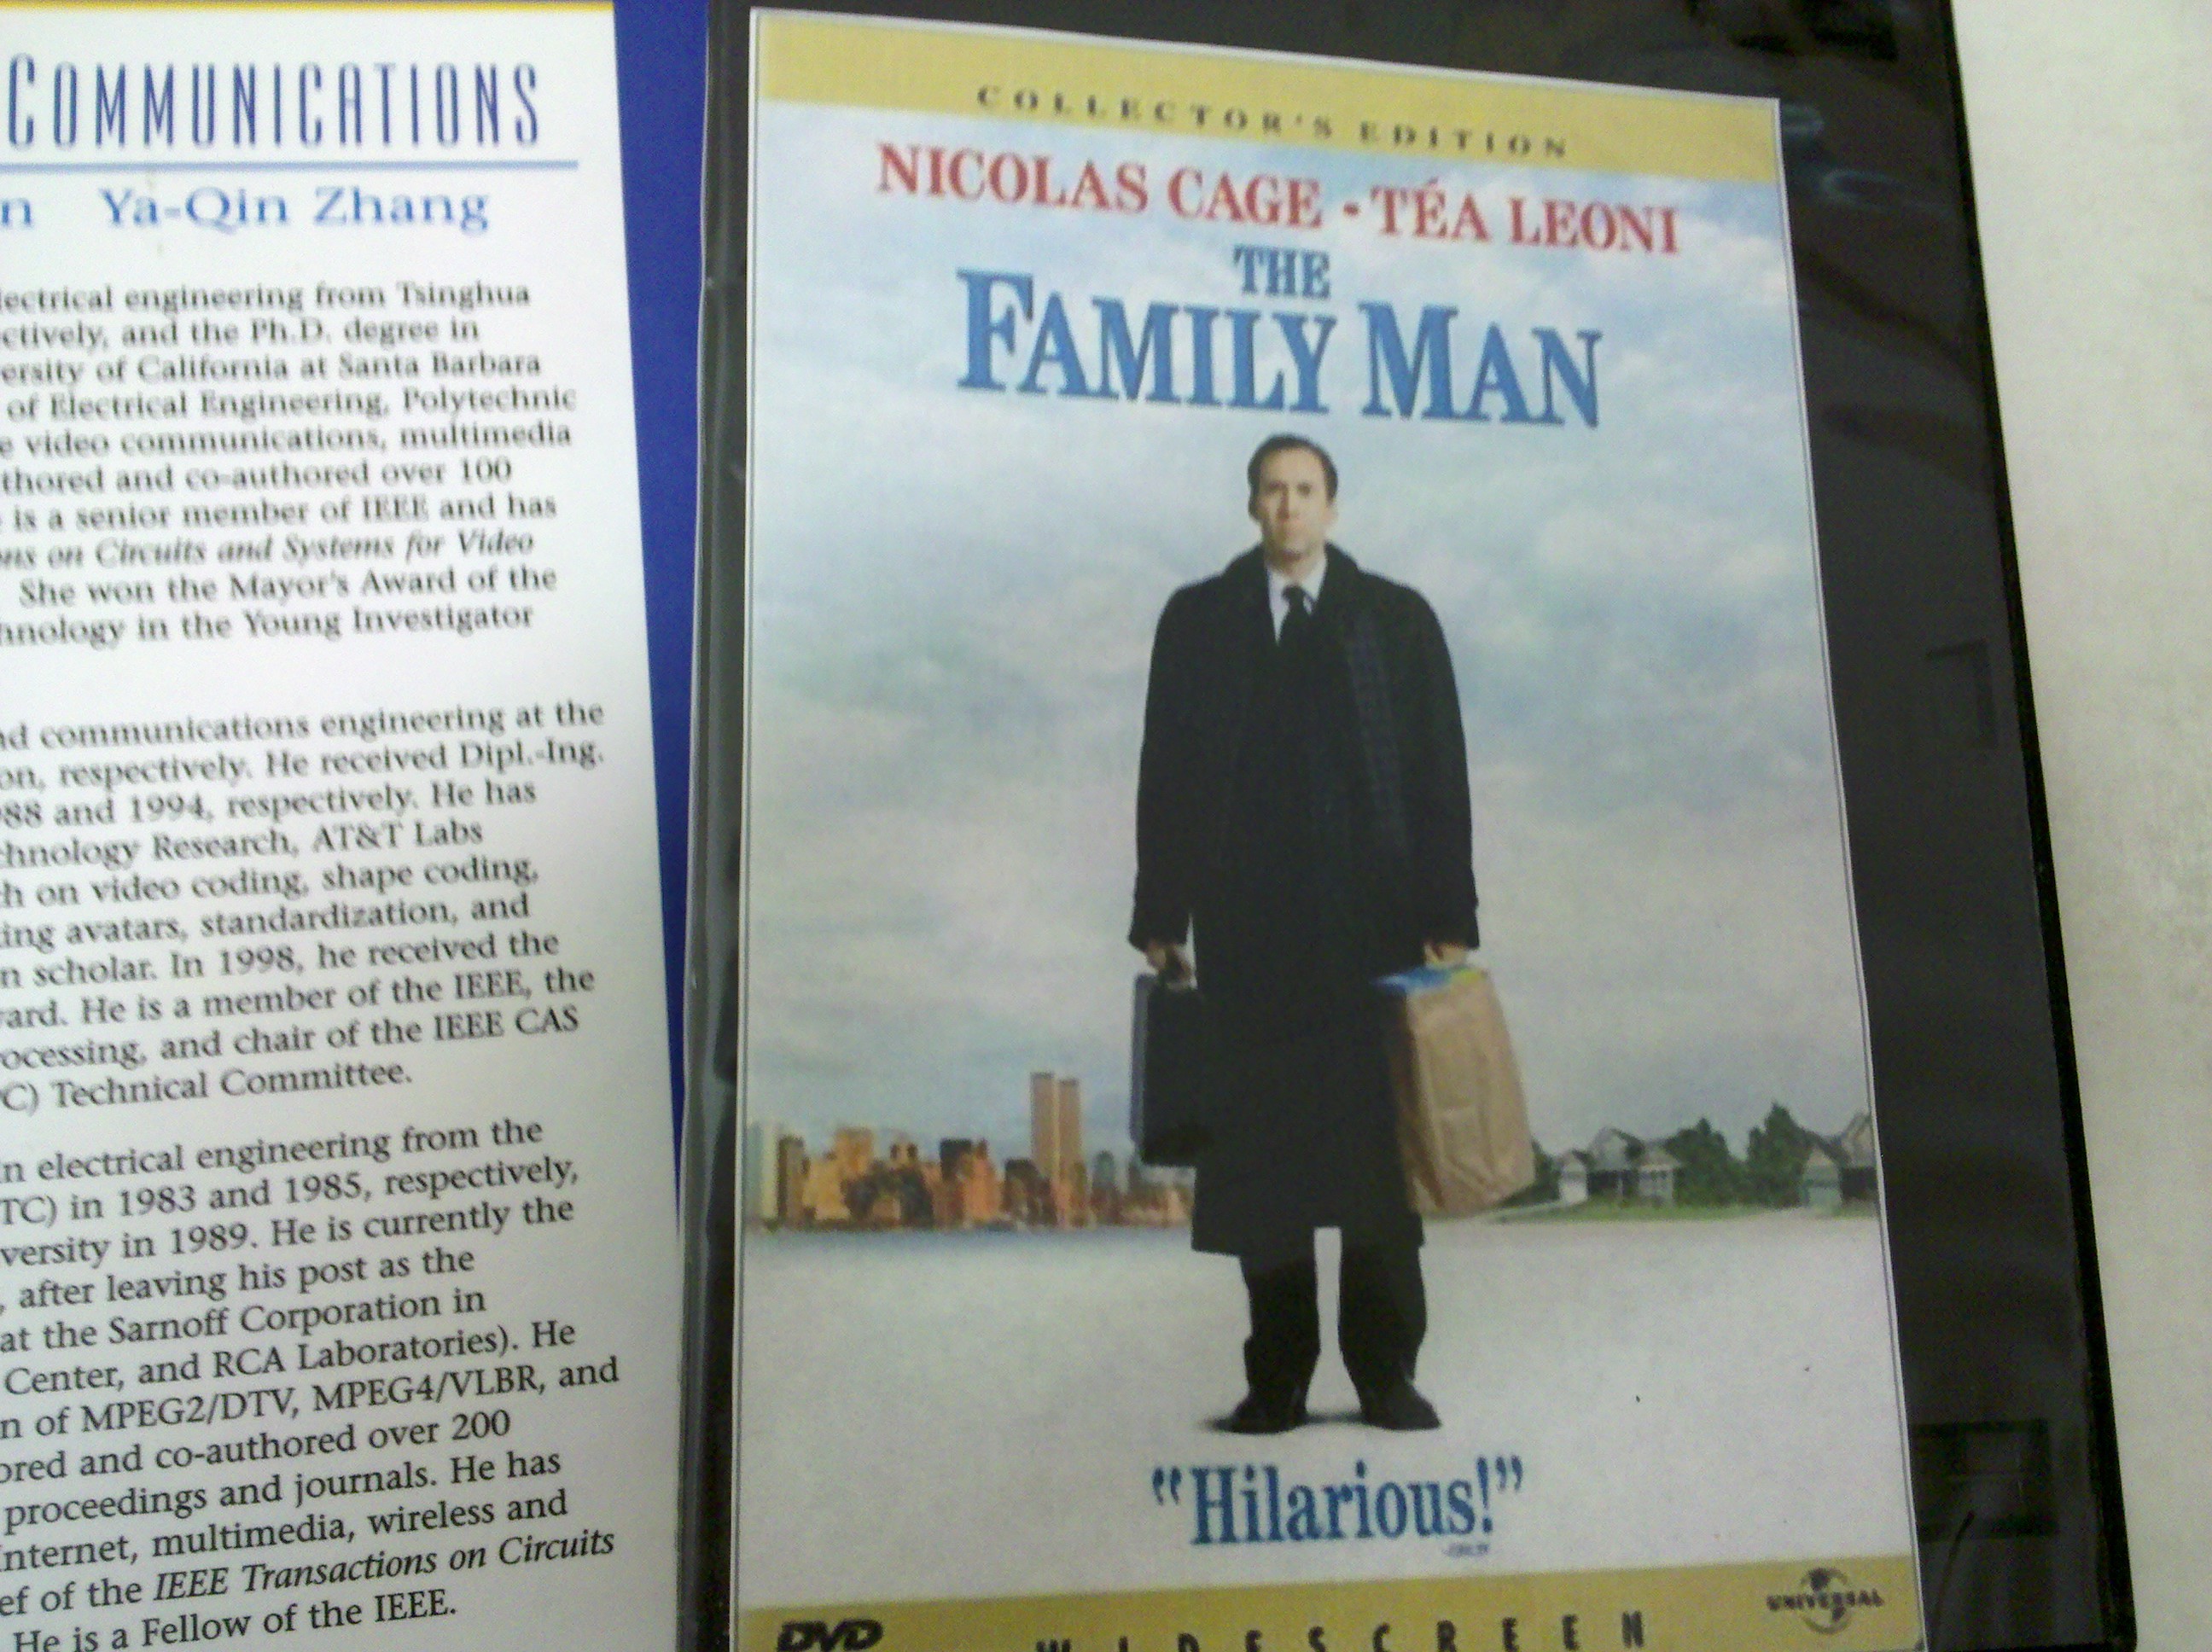 COMMUNICATIONS
n Ya-Qin Zhang
lectrical engineering from Tsinghua
ctively, and the Ph.D. degree in
ersity of California at Santa Barbara
of Electrical Engineering, Polytechnic
e video communications, multimedia
thored and co-authored over 100
is a senior member of IEEE and has
ons on Circuits and Systems for Video
She won the Mayor's Award of the
hnology in the Young Investigator
nd communications engineering at the
on, respectively. He received Dipl.-Ing.
88 and 1994, respectively. He has
chnology Research, AT&T Labs
h on video coding, shape coding,
ing avatars, standardization, and
n scholar. In 1998, he received the
ard. He is a member of the IEEE, the
ocessing, and chair of the IEEE CAS
C) Technical Committee.
n electrical engineering from the
TC) in 1983 and 1985, respectively,
versity in 1989. He is currently the
, after leaving his post as the
at the Sarnoff Corporation in
Center, and RCA Laboratories). He
n of MPEG2/DTV, MPEG4/VLBR, and
ored and co-authored over 200
proceedings and journals. He has
nternet, multimedia, wireless and
ef of the IEEE Transactions on Circuits
He is a Fellow of the IEEE.
COLLECTOR'S EDITION
NICOLAS CAGE · TÉA LEONI
THE
FAMILY MAN
"Hilarious!"
DVD WIDESCREEN UNIVERSAL